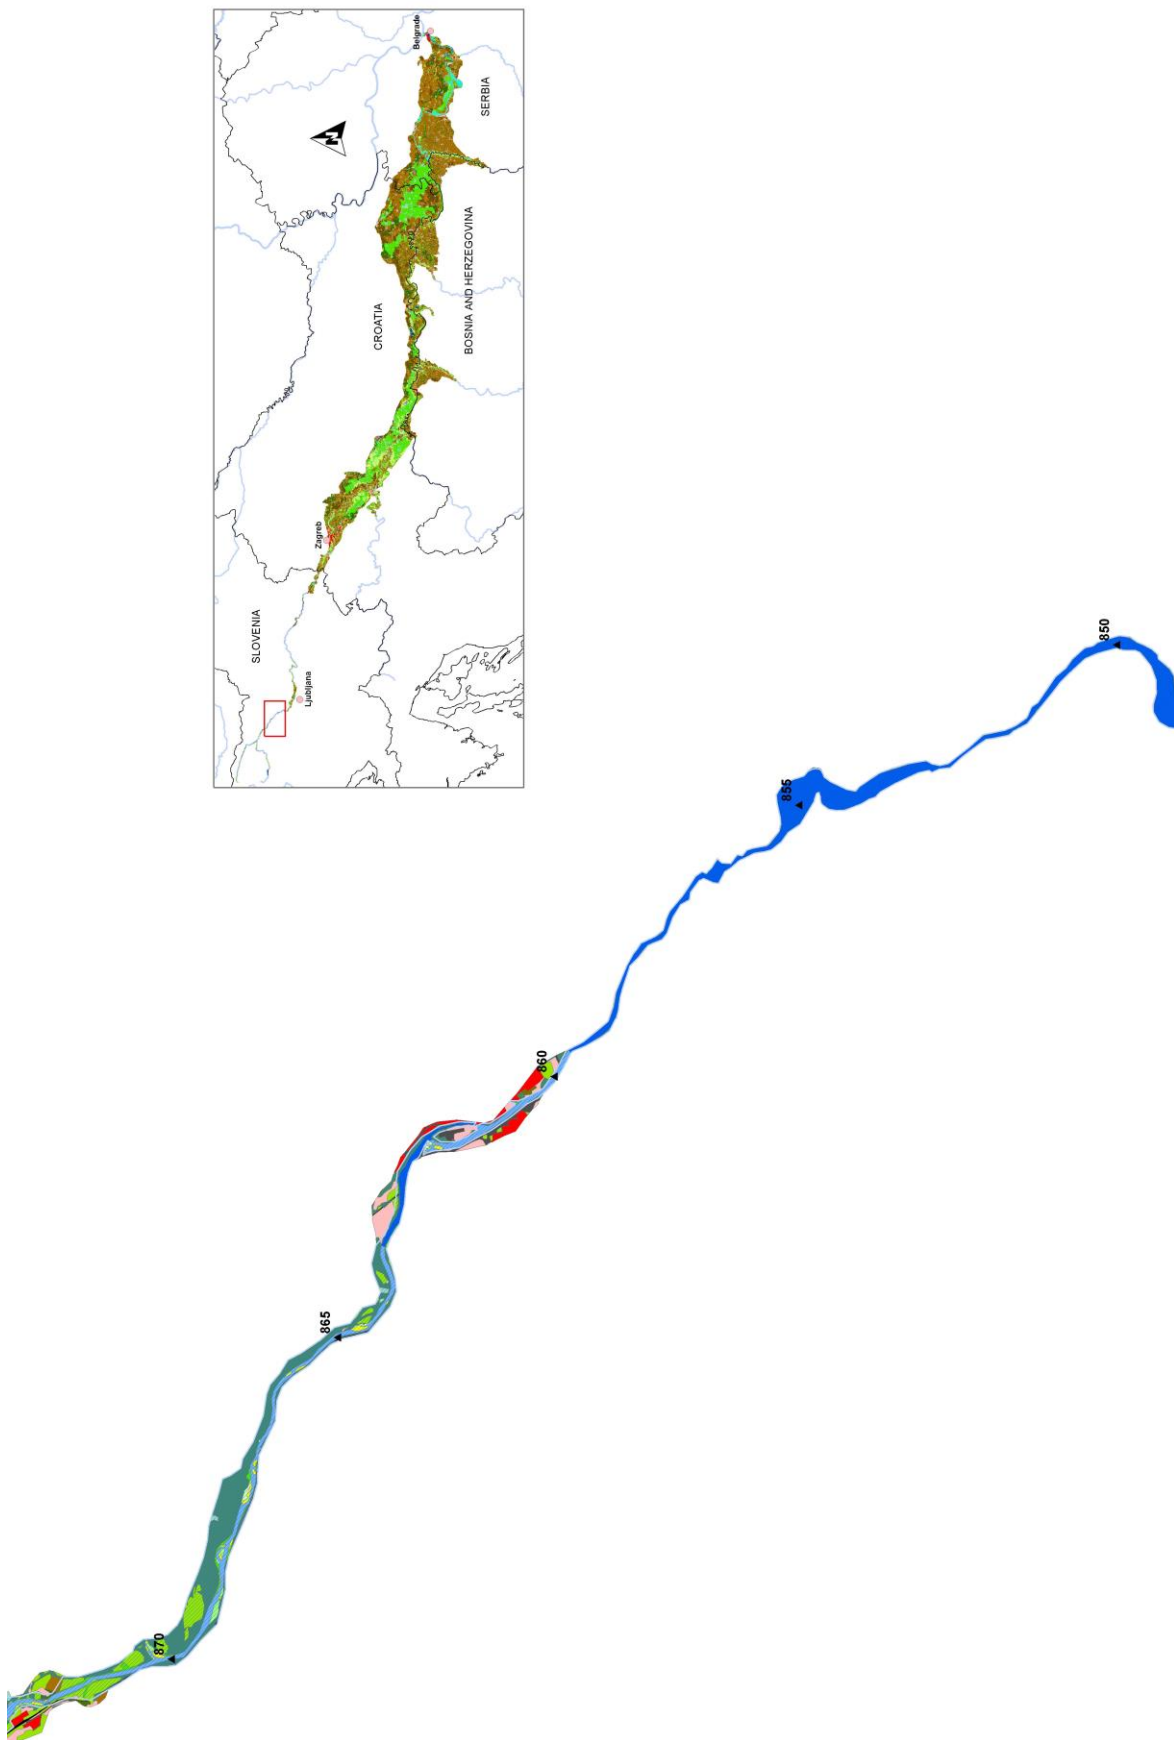 Belgrade
SERBIA
N
BOSNIA AND HERZEGOVINA
CROATIA
Zagreb
SLOVENIA
Ljubljana
850
855
860
865
870